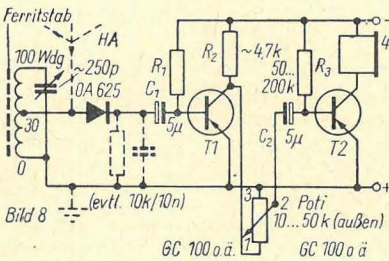 Ferritstab
HA
100 Wdg
~250p
0A 625
30
0
Bild 8
(evtl. 10k/10n)
C₁
5µ
R₁
R₂
~4,7k
T1
50...
200k
R₃
C₂
5µ
T2
4
–
+
3
2
1
Poti
10...50 k (außen)
GC 100 o.ä.
GC 100 o ä